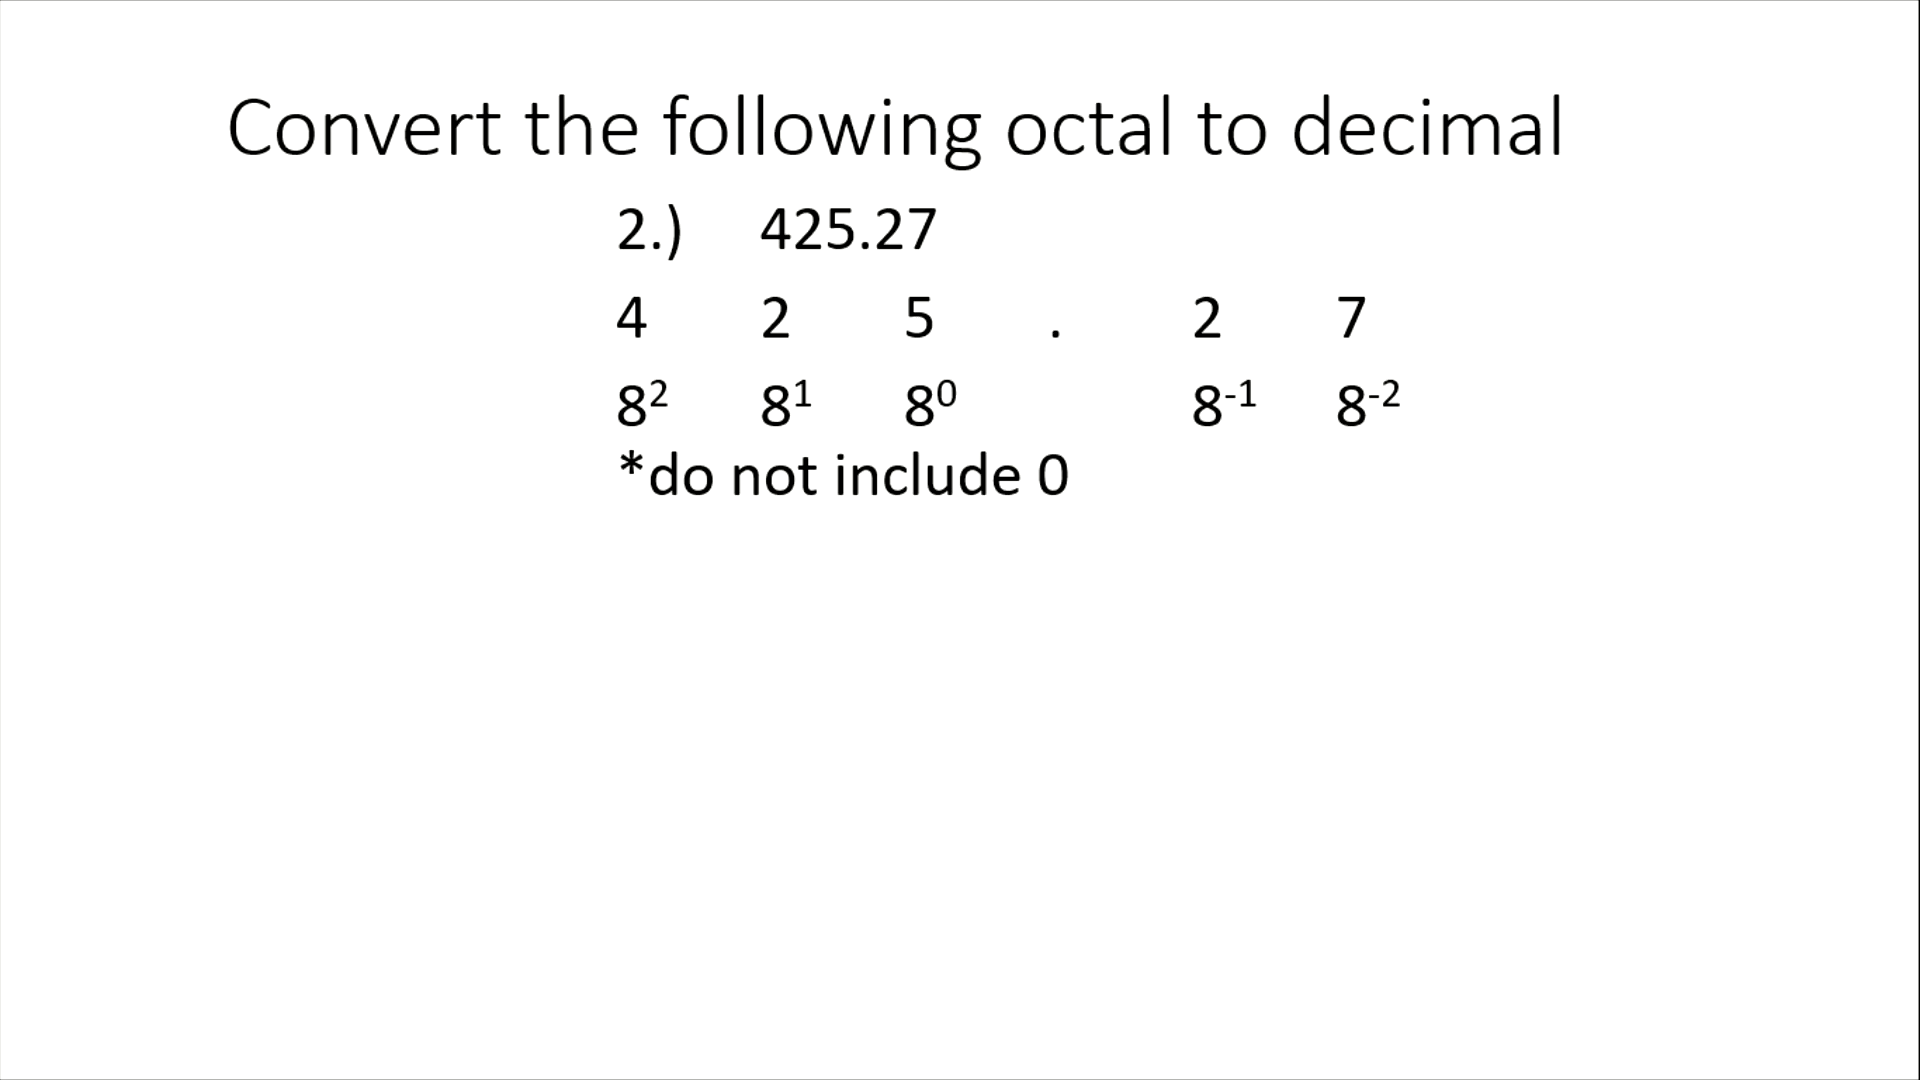 Convert the following octal to decimal
2.) 425.27
4 2 5 . 2 7
8² 8¹ 8⁰ 8⁻¹ 8⁻²
*do not include 0